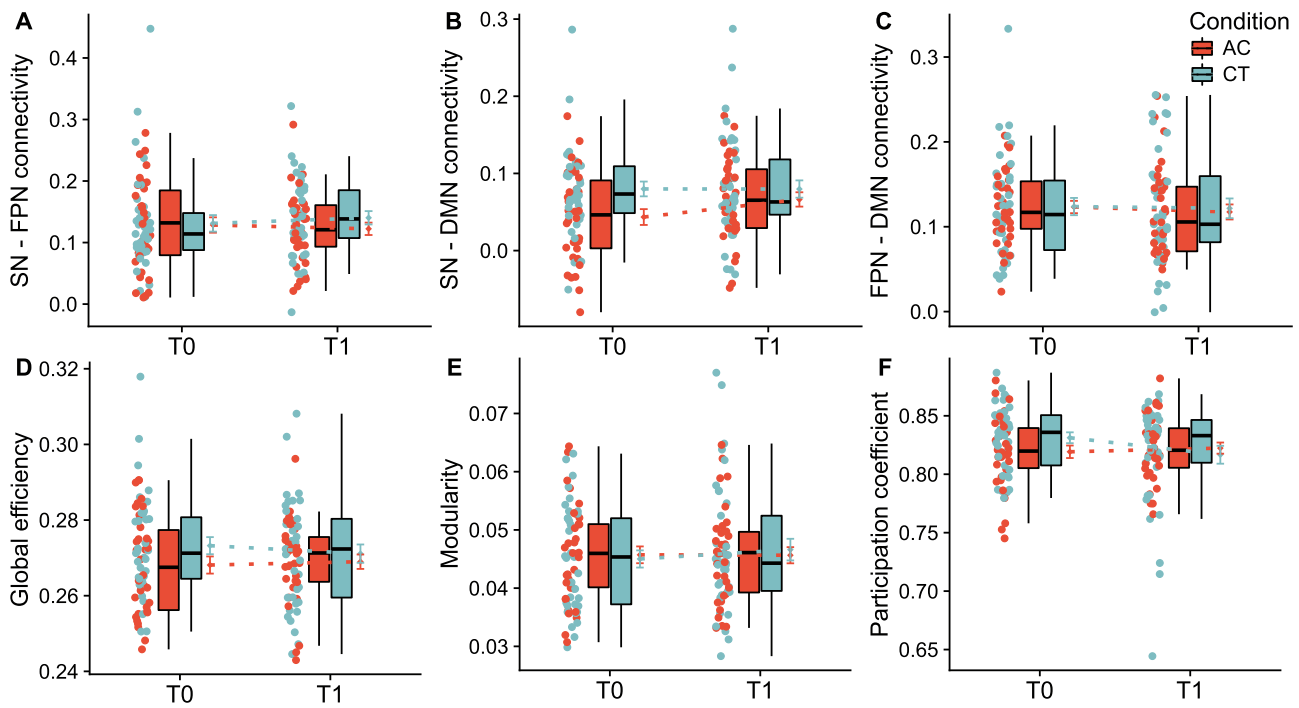 A
SN - FPN connectivity
0.4
0.3
0.2
0.1
0.0
T0
T1
B
SN - DMN connectivity
0.3
0.2
0.1
0.0
T0
T1
C
FPN - DMN connectivity
0.3
0.2
0.1
0.0
T0
T1
Condition
AC
CT
D
Global efficiency
0.32
0.30
0.28
0.26
0.24
T0
T1
E
Modularity
0.07
0.06
0.05
0.04
0.03
T0
T1
F
Participation coefficient
0.85
0.80
0.75
0.70
0.65
T0
T1